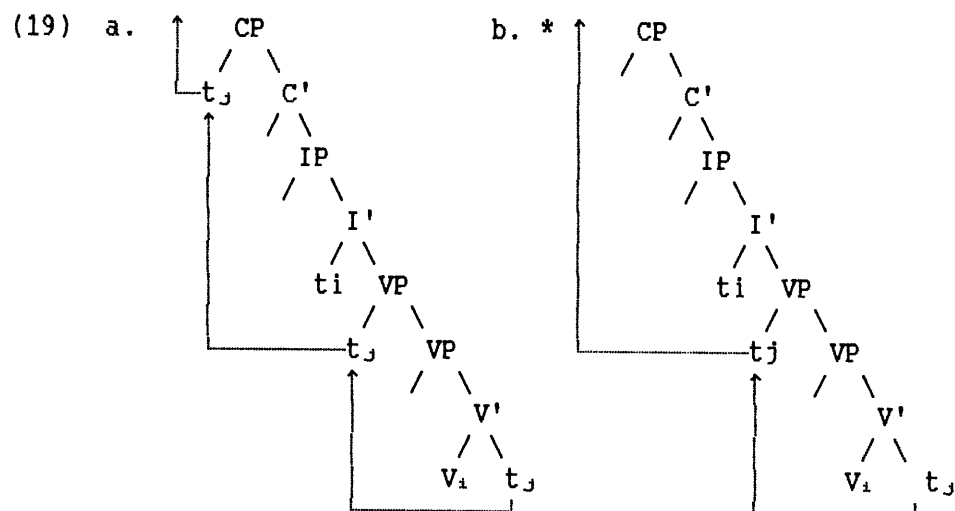 (19) a. CP b. * CP
tj C' C'
IP IP
I' I'
ti VP ti VP
tj VP tj VP
V' V'
Vi tj Vi tj